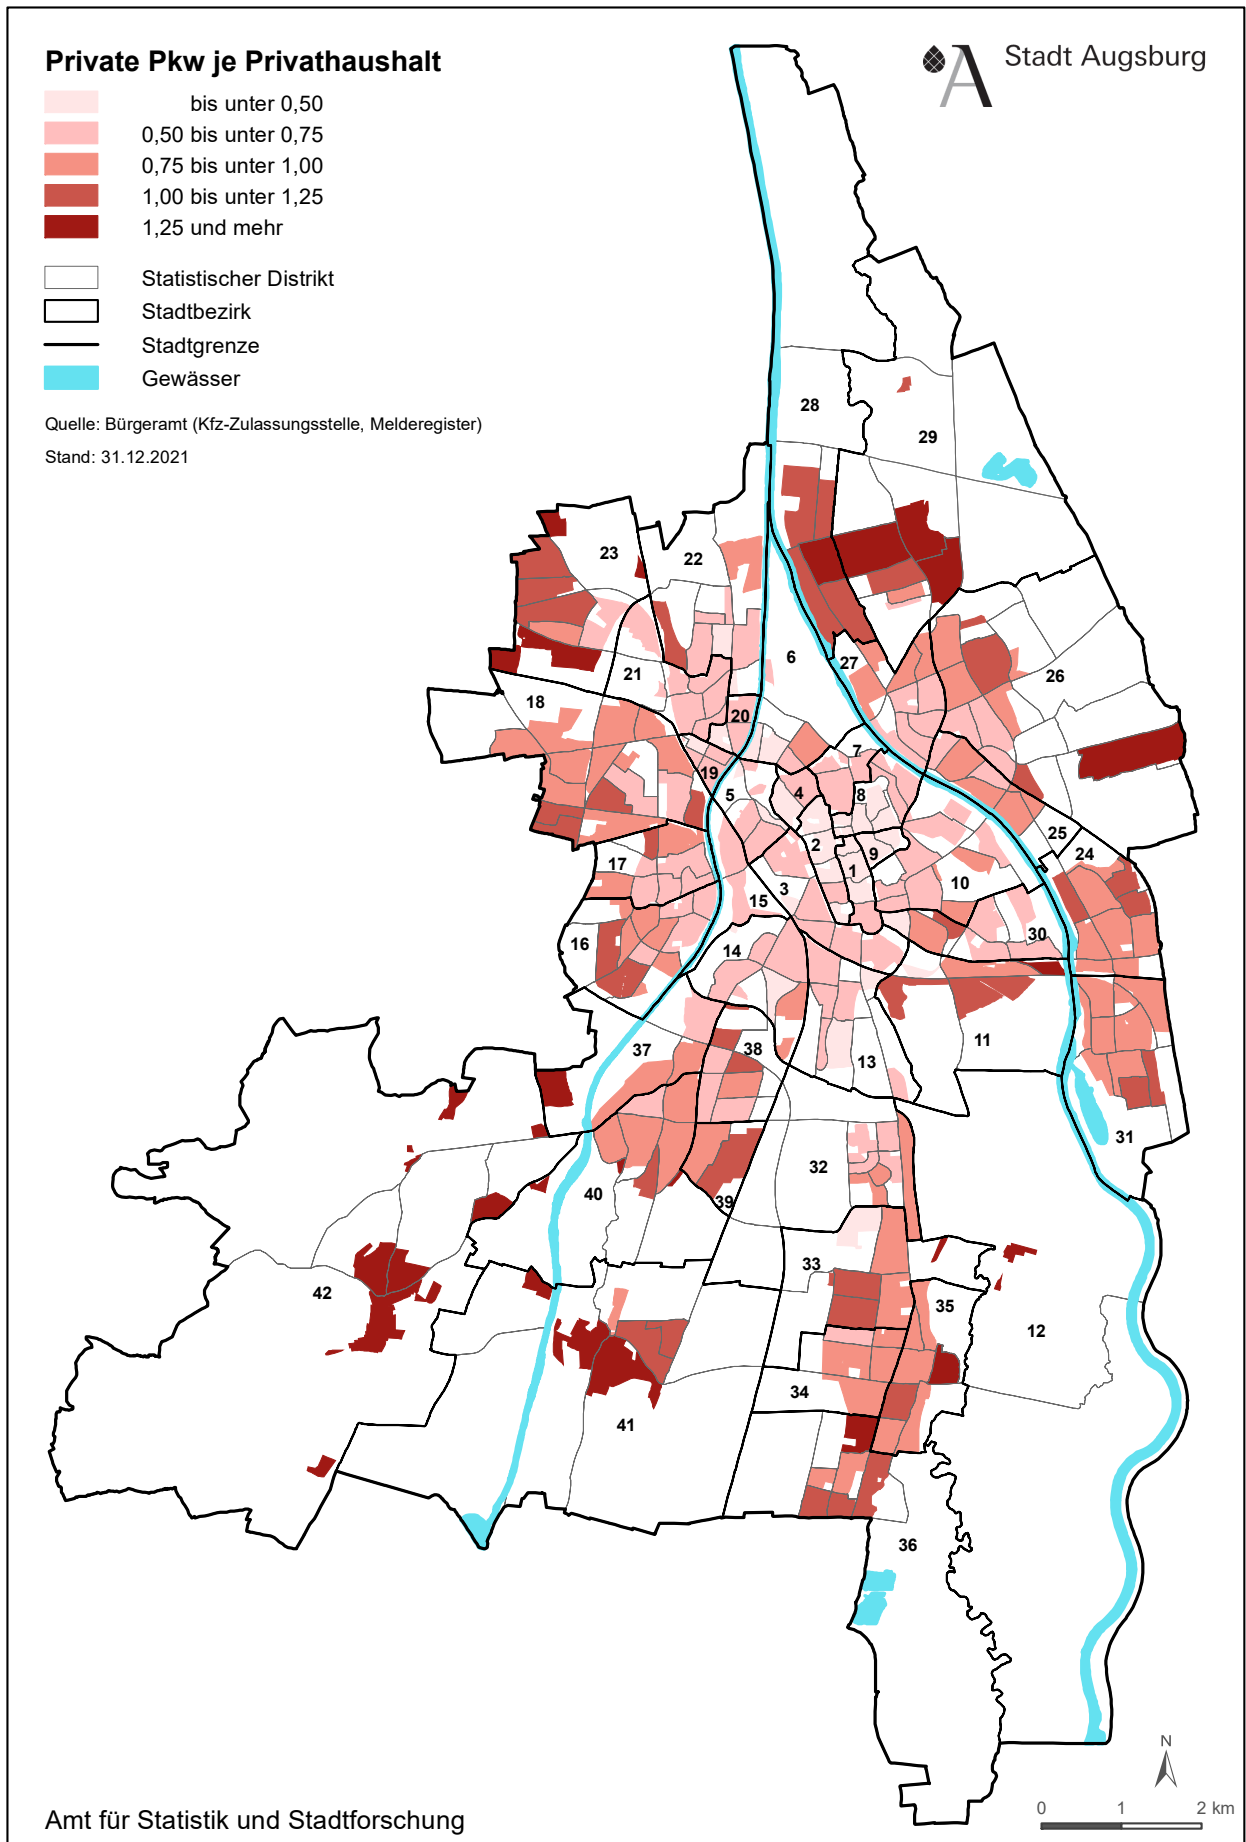 Private Pkw je Privathaushalt
Stadt Augsburg
bis unter 0,50
0,50 bis unter 0,75
0,75 bis unter 1,00
1,00 bis unter 1,25
1,25 und mehr
Statistischer Distrikt
Stadtbezirk
Stadtgrenze
Gewässer
Quelle: Bürgeramt (Kfz-Zulassungsstelle, Melderegister)
Stand: 31.12.2021
28
29
23
22
6
27
21
26
18
20
7
19
5
4
8
25
2
9
24
17
1
10
3
15
30
16
14
11
37
38
13
31
32
40
39
33
42
35
12
34
41
36
N
0 1 2 km
Amt für Statistik und Stadtforschung